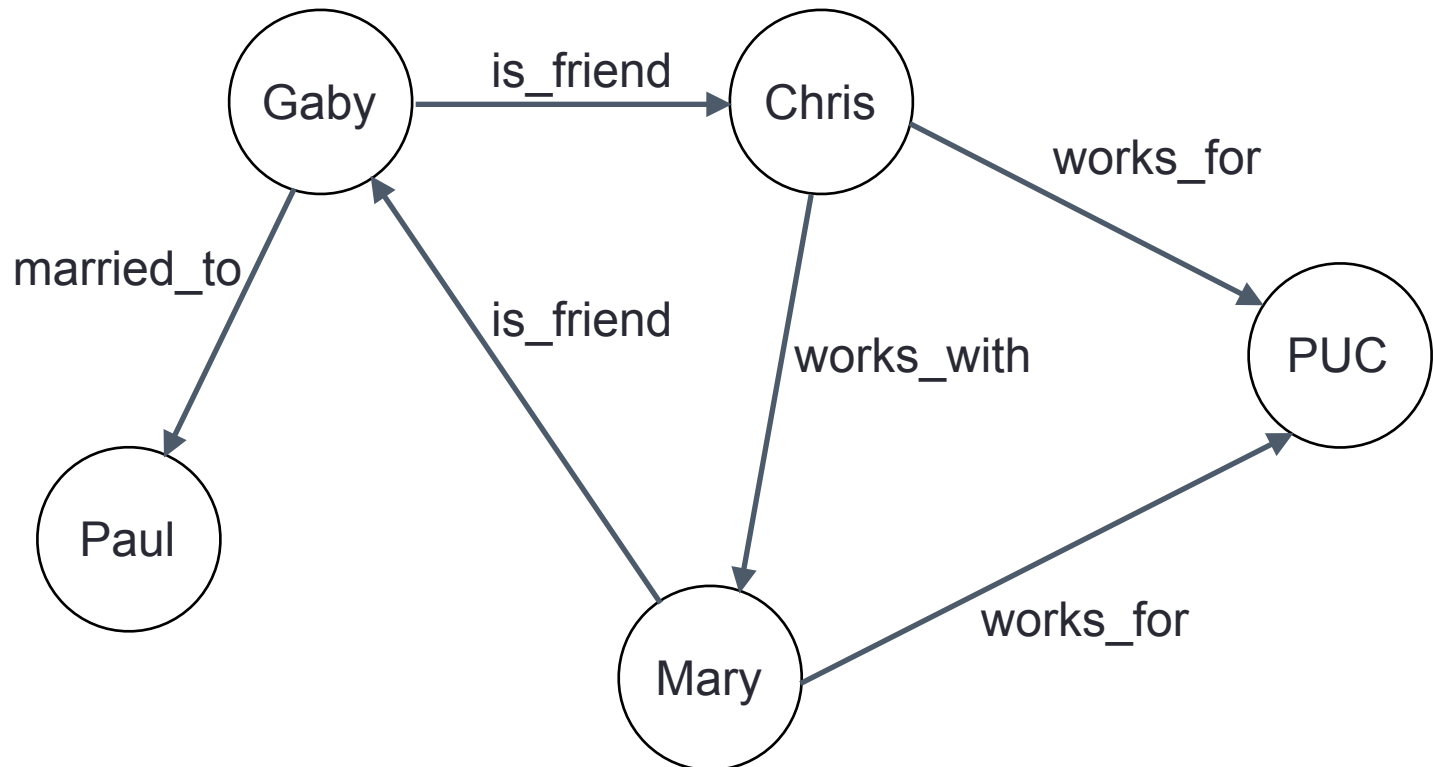 is_friend
Gaby
Chris
works_for
married_to
is_friend
works_with
PUC
Paul
works_for
Mary